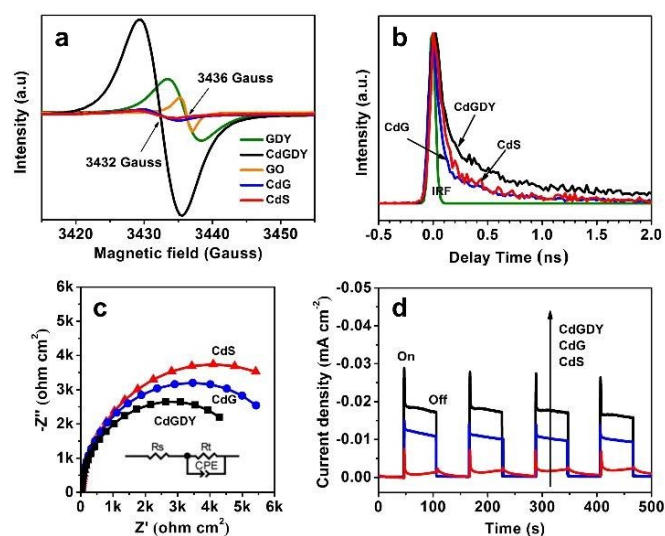 a
Intensity (a.u)
3436 Gauss
3432 Gauss
GDY
CdGDY
GO
CdG
CdS
3420 3430 3440 3450
Magnetic field (Gauss)
b
Intensity (a.u.)
CdGDY
CdG
CdS
IRF
-0.5 0.0 0.5 1.0 1.5 2.0
Delay Time (ns)
c
-Z'' (ohm cm²)
6k
5k
4k
3k
2k
1k
0
CdS
CdG
CdGDY
Rs
Rt
CPE
0 1k 2k 3k 4k 5k 6k
Z' (ohm cm²)
d
Current density (mA cm⁻²)
-0.05
-0.04
-0.03
-0.02
-0.01
0.00
On
Off
CdGDY
CdG
CdS
0 100 200 300 400 500
Time (s)